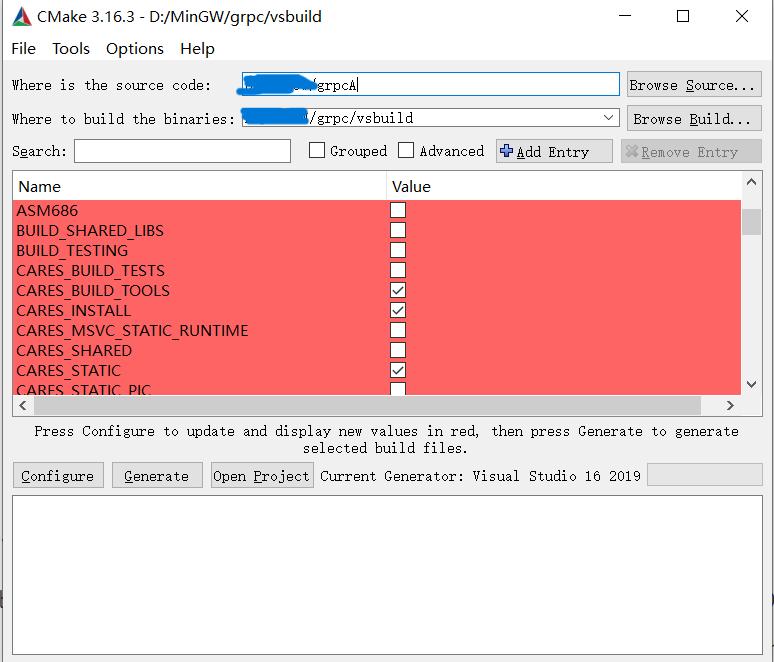 CMake 3.16.3 - D:/MinGW/grpc/vsbuild
File Tools Options Help
Where is the source code: /grpcA Browse Source...
Where to build the binaries: /grpc/vsbuild Browse Build...
Search: Grouped Advanced Add Entry Remove Entry
Name Value
ASM686
BUILD_SHARED_LIBS
BUILD_TESTING
CARES_BUILD_TESTS
CARES_BUILD_TOOLS
CARES_INSTALL
CARES_MSVC_STATIC_RUNTIME
CARES_SHARED
CARES_STATIC
CARES_STATIC_PIC
Press Configure to update and display new values in red, then press Generate to generate
selected build files.
Configure Generate Open Project Current Generator: Visual Studio 16 2019